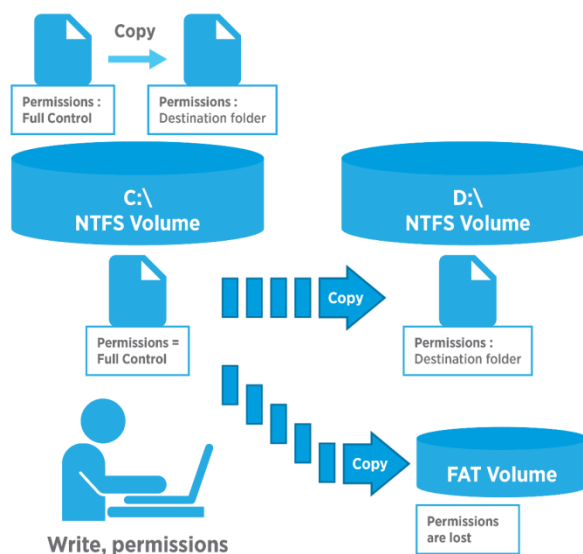 Copy
Permissions :
Full Control
Permissions :
Destination folder
C:\
NTFS Volume
D:\
NTFS Volume
Copy
Permissions =
Full Control
Permissions :
Destination folder
Copy
FAT Volume
Permissions
are lost
Write, permissions